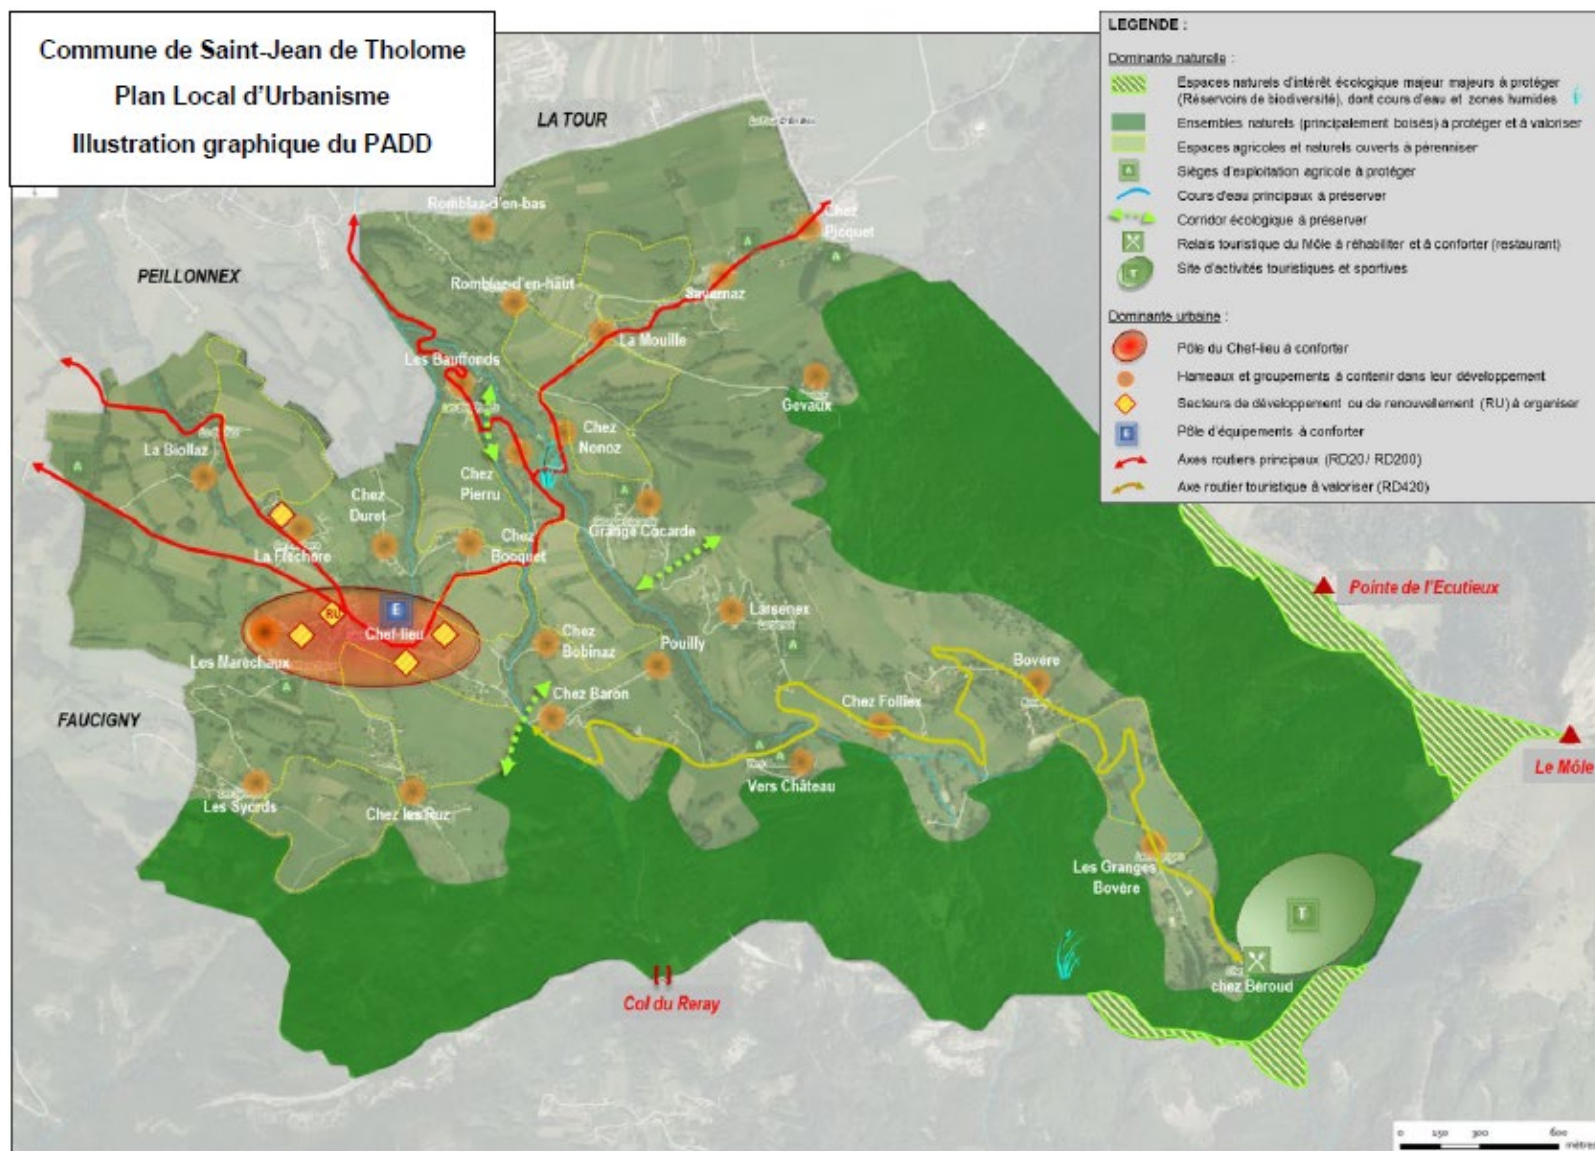 Commune de Saint-Jean de Tholome
Plan Local d'Urbanisme
Illustration graphique du PADD
LEGENDE :
Dominante naturelle :
Espaces naturels d'intérêt écologique majeur majeurs à protéger
(Réservoirs de biodiversité), dont cours d'eau et zones humides
Ensembles naturels (principalement boisés) à protéger et à valoriser
Espaces agricoles et naturels ouverts à pérenniser
A
Sièges d'exploitation agricole à protéger
Cours d'eau principaux à préserver
Corridor écologique à préserver
Relais touristique du Môle à réhabiliter et à conforter (restaurant)
T
Site d'activités touristiques et sportives
Dominante urbaine :
Pôle du Chef-lieu à conforter
Hameaux et groupements à contenir dans leur développement
Secteurs de développement ou de renouvellement (RU) à organiser
E
Pôle d'équipements à conforter
Axes routiers principaux (RD20 / RD200)
Axe routier touristique à valoriser (RD420)
LA TOUR
Romblaz-d'en-bas
Chez
Picquet
PEILLONNEX
Romblaz-d'en-haut
Savernaz
La Mouille
Les Bauffonds
Gevaux
La Biollaz
Chez
Nonoz
Chez
Pierru
Chez
Duret
Grange Cocarde
La Fléchère
Chez
Bocquet
Pointe de l'Ecutieux
RU
E
Chef-lieu
Larsenex
Chez
Bobinaz
Pouilly
Les Maréchaux
Bovère
Chez Baron
Chez Folliex
FAUCIGNY
Le Môle
Vers Château
Les Syords
Chez les Ruz
Les Granges
Bovère
T
chez Béroud
Col du Reray
0 150 300 600
mètres